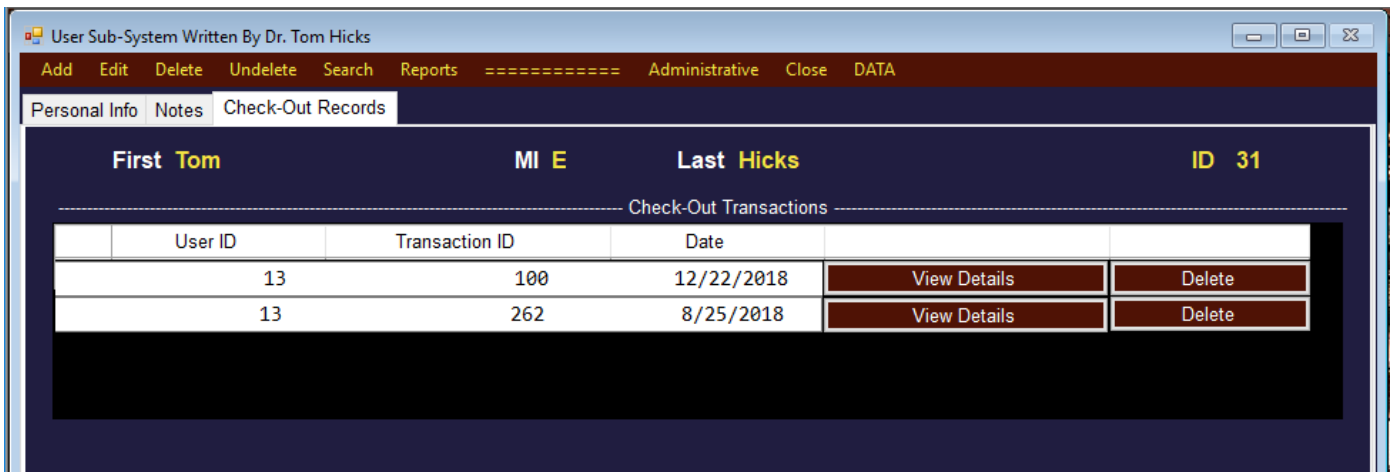 User Sub-System Written By Dr. Tom Hicks
Add Edit Delete Undelete Search Reports ============ Administrative Close DATA
Personal Info Notes Check-Out Records
First Tom MI E Last Hicks ID 31
Check-Out Transactions
User ID Transaction ID Date
13 100 12/22/2018 View Details Delete
13 262 8/25/2018 View Details Delete